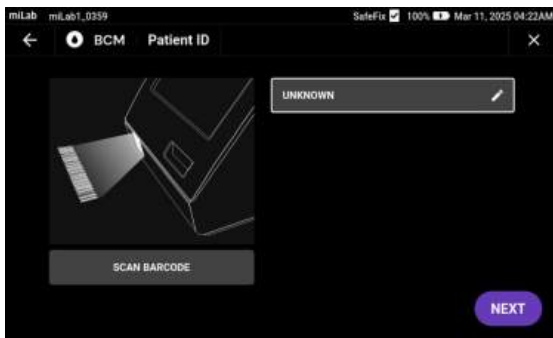 miLab miLab1_0359 SafeFix 100% Mar 11, 2025 04:22AM
BCM Patient ID
UNKNOWN
SCAN BARCODE
NEXT